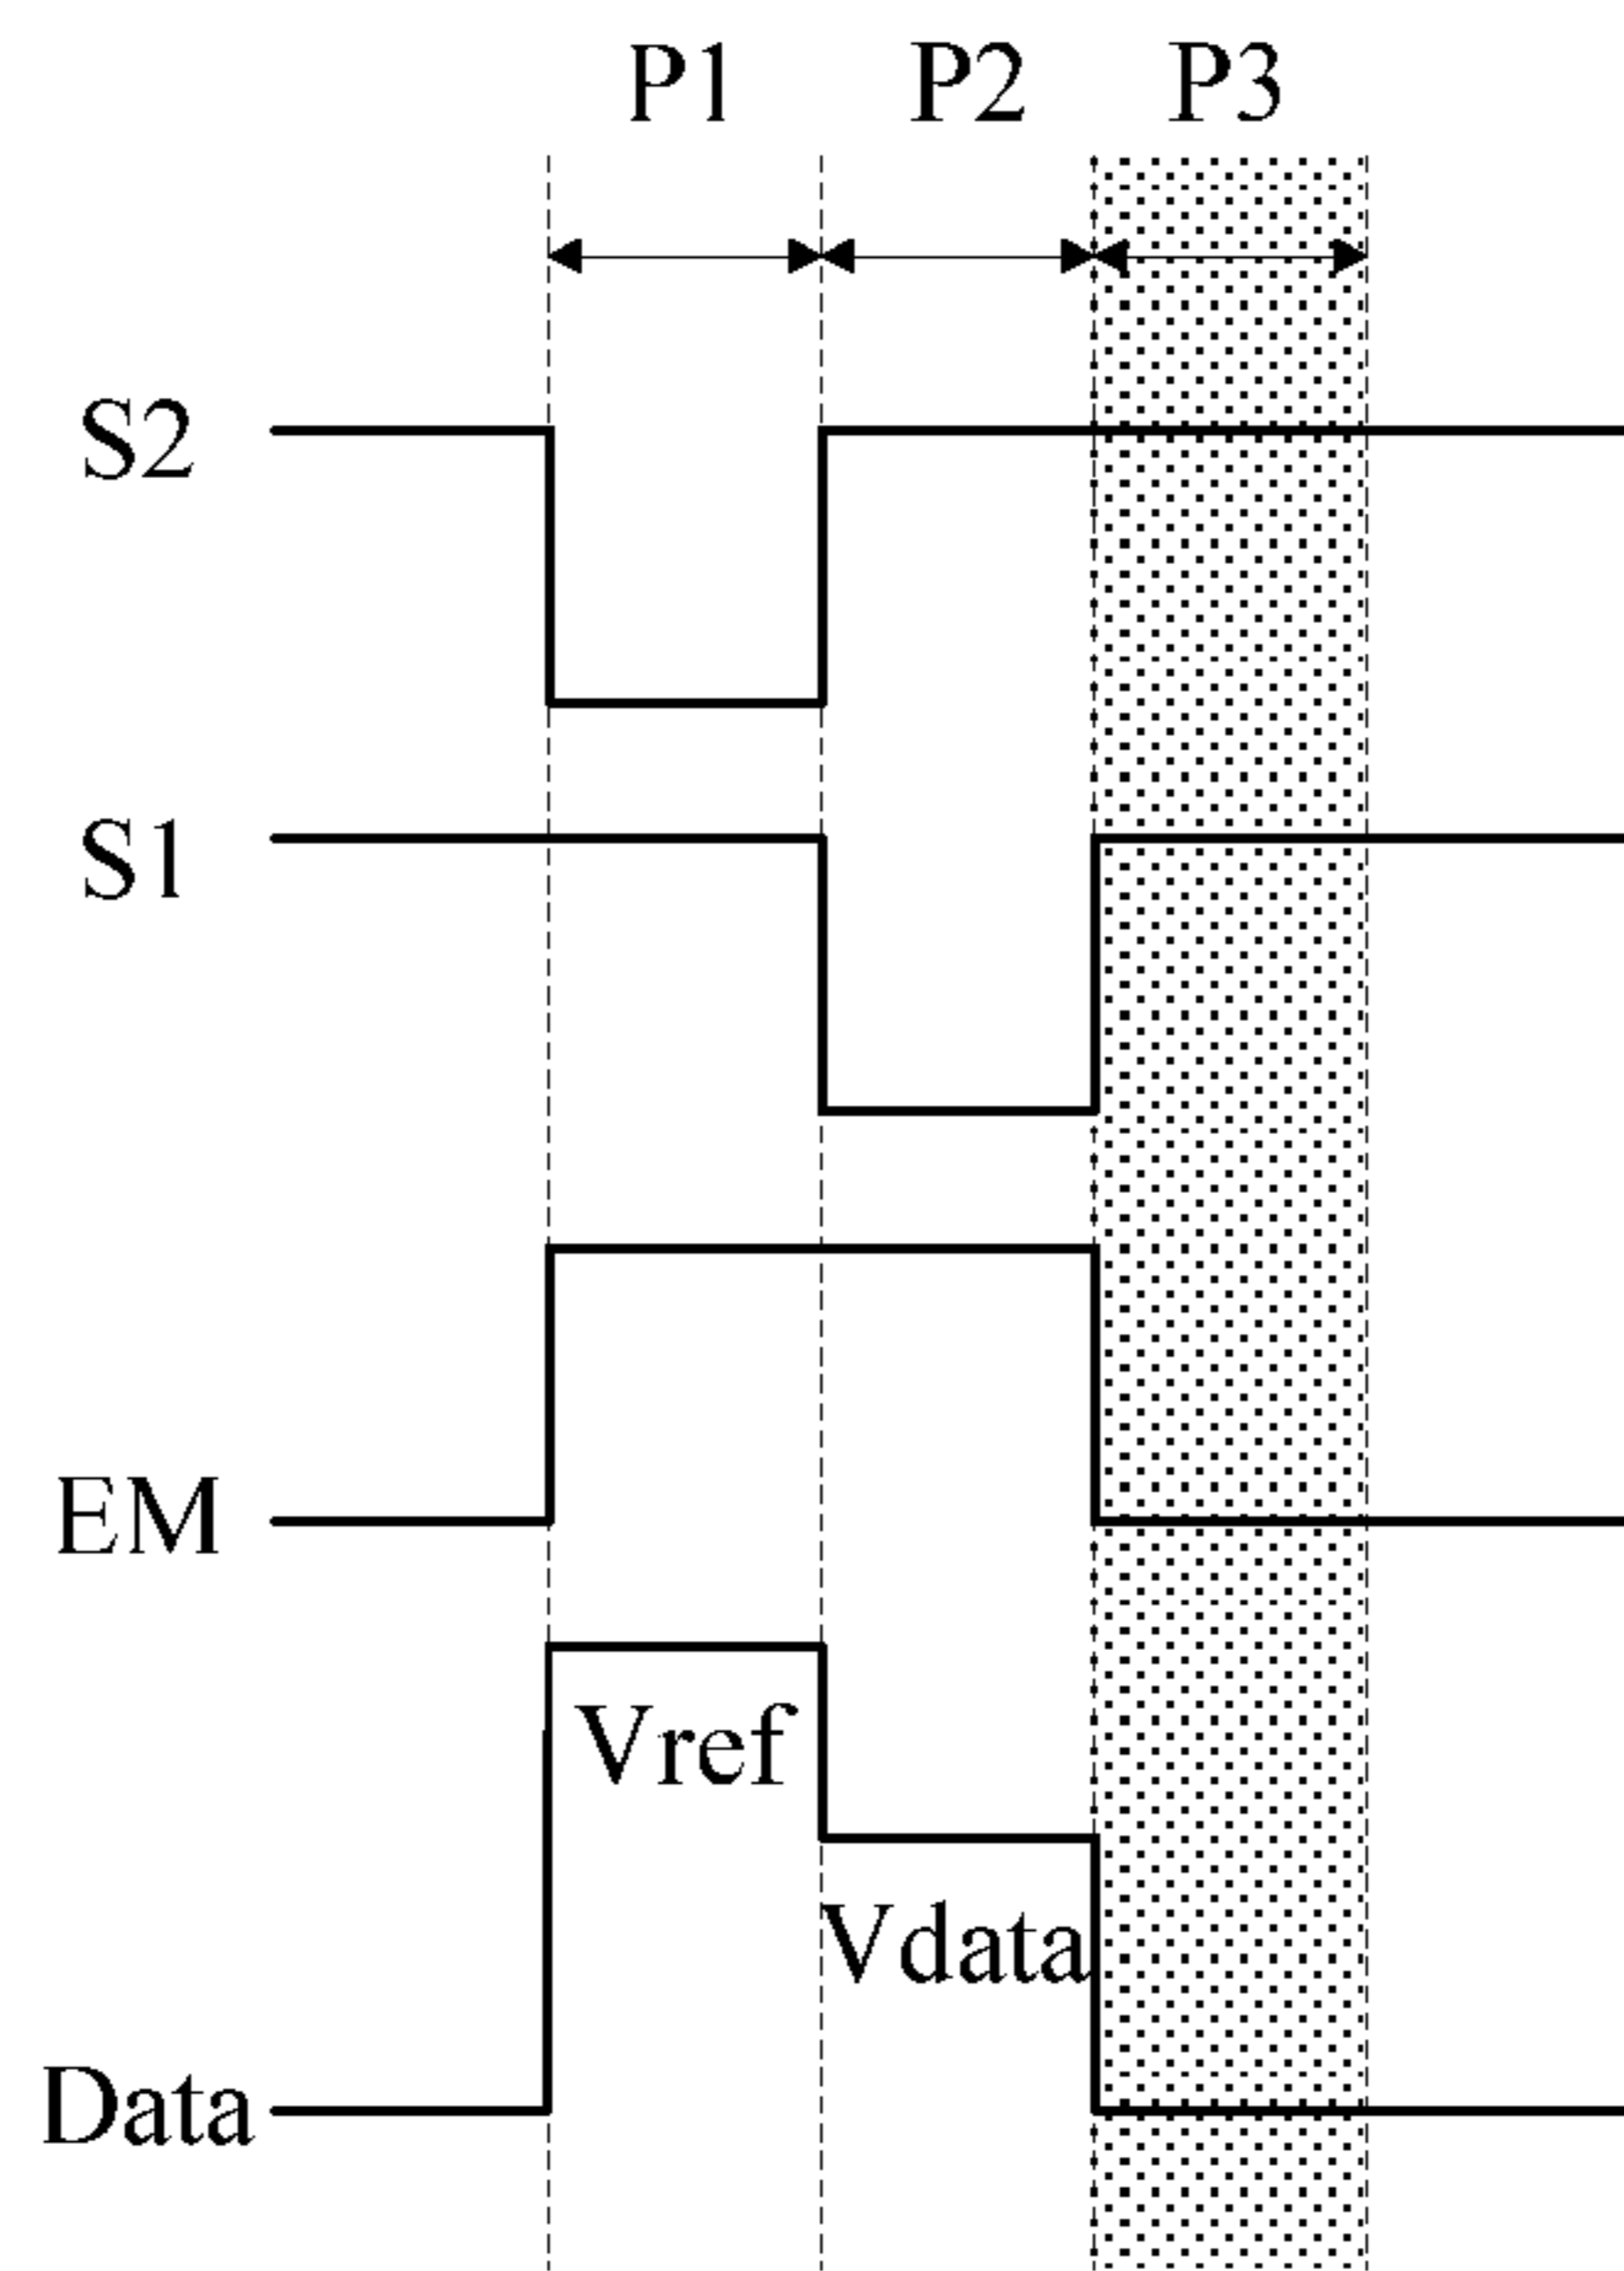 P1 P2 P3
S2
S1
EM
Vref
Vdata
Data